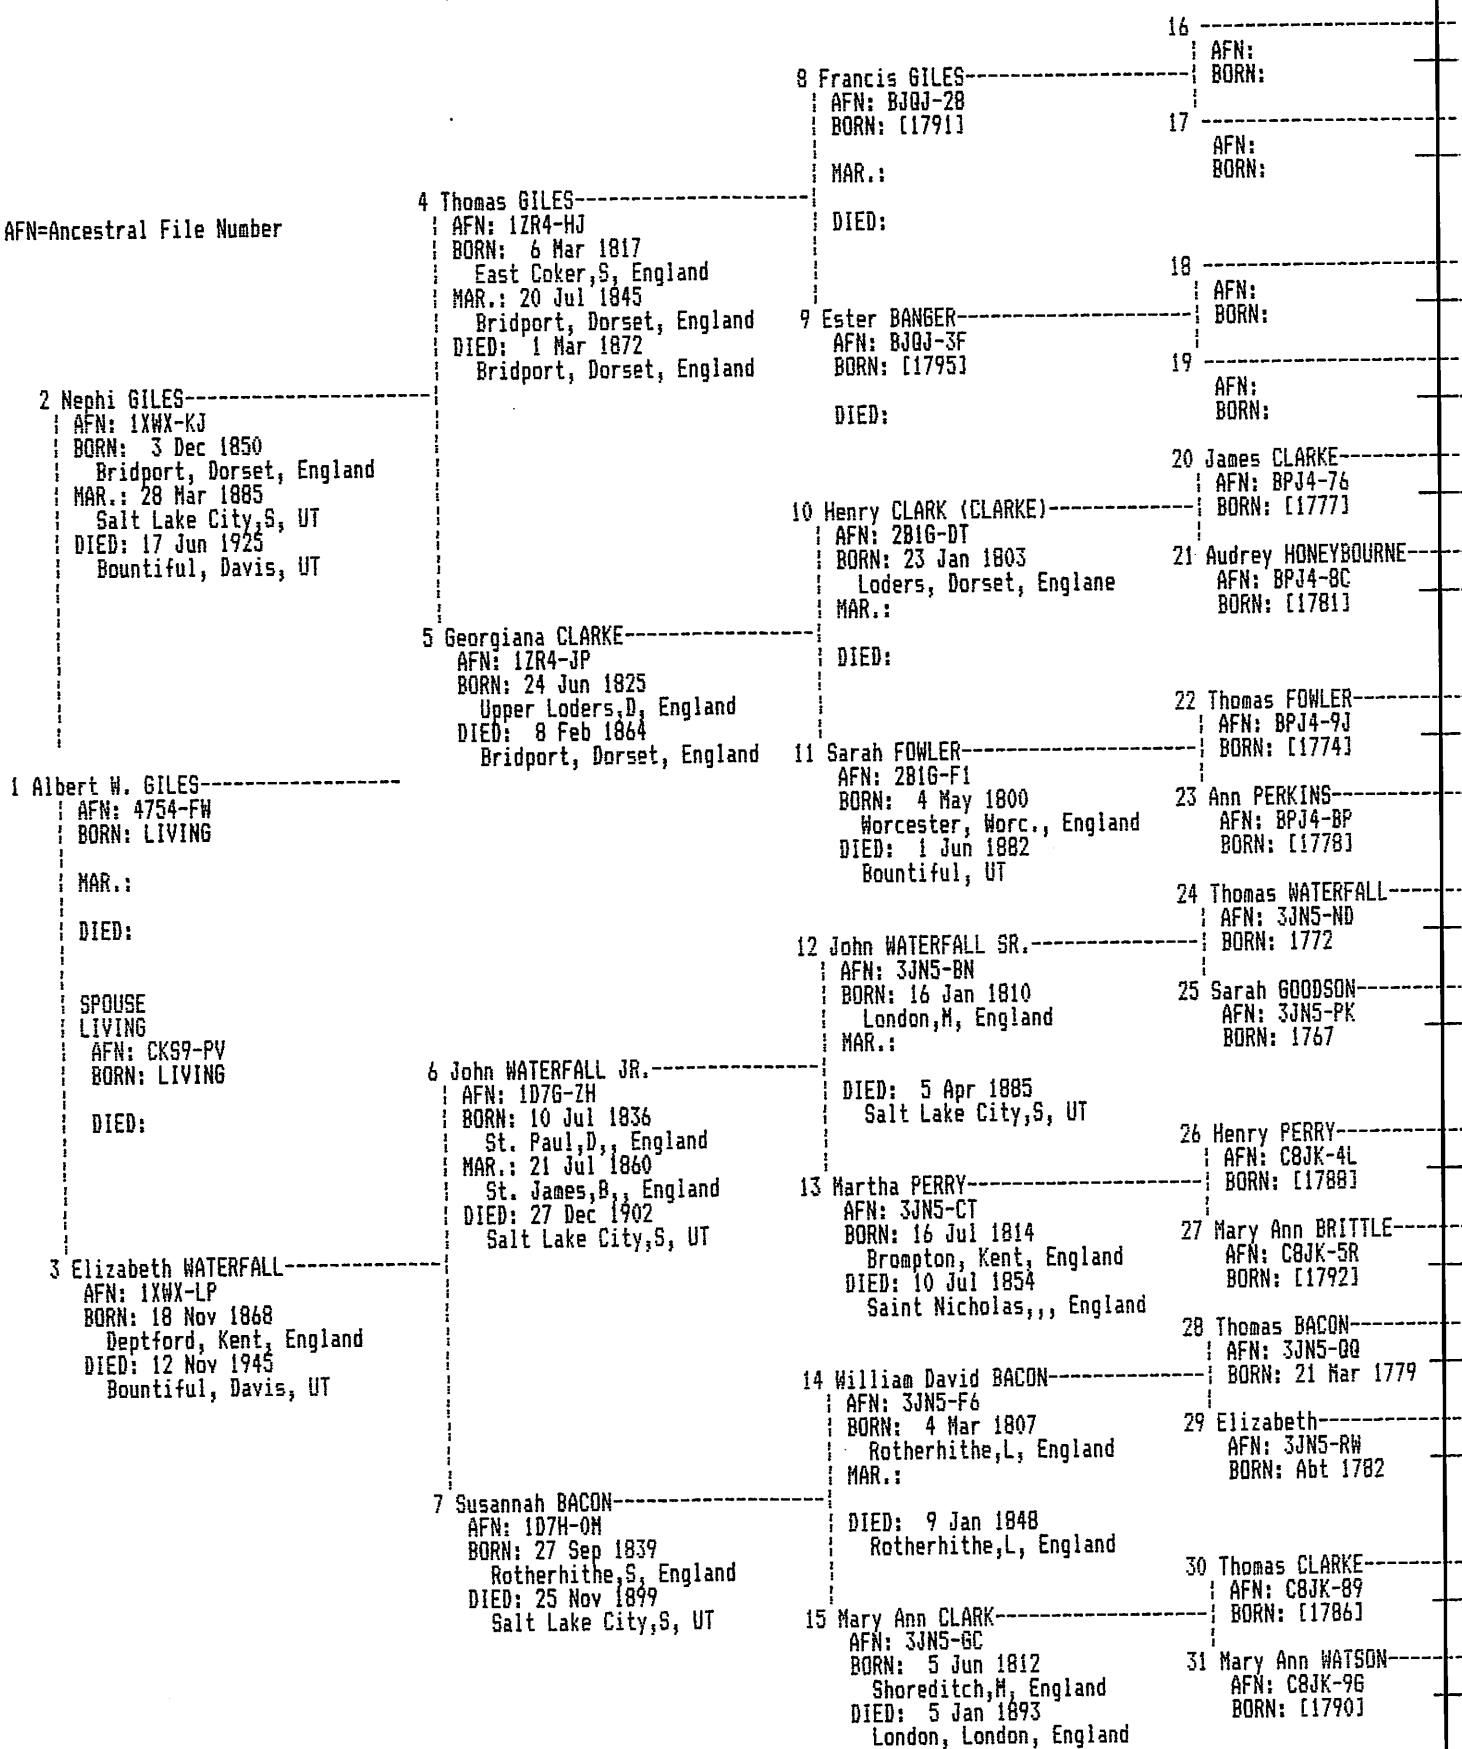 AFN=Ancestral File Number
1 Albert W. GILES
AFN: 4754-FW
BORN: LIVING
MAR.:
DIED:
SPOUSE
LIVING
AFN: CKS9-PV
BORN: LIVING
DIED:
2 Nephi GILES
AFN: 1XWX-KJ
BORN: 3 Dec 1850
Bridport, Dorset, England
MAR.: 28 Mar 1885
Salt Lake City,S, UT
DIED: 17 Jun 1925
Bountiful, Davis, UT
3 Elizabeth WATERFALL
AFN: 1XWX-LP
BORN: 18 Nov 1868
Deptford, Kent, England
DIED: 12 Nov 1945
Bountiful, Davis, UT
4 Thomas GILES
AFN: 1ZR4-HJ
BORN: 6 Mar 1817
East Coker,S, England
MAR.: 20 Jul 1845
Bridport, Dorset, England
DIED: 1 Mar 1872
Bridport, Dorset, England
5 Georgiana CLARKE
AFN: 1ZR4-JP
BORN: 24 Jun 1825
Upper Loders,D, England
DIED: 8 Feb 1864
Bridport, Dorset, England
6 John WATERFALL JR.
AFN: 1D7G-ZH
BORN: 10 Jul 1836
St. Paul,D,, England
MAR.: 21 Jul 1860
St. James,B,, England
DIED: 27 Dec 1902
Salt Lake City,S, UT
7 Susannah BACON
AFN: 1D7H-0M
BORN: 27 Sep 1839
Rotherhithe,S, England
DIED: 25 Nov 1899
Salt Lake City,S, UT
8 Francis GILES
AFN: BJQJ-28
BORN: [1791]
MAR.:
DIED:
9 Ester BANGER
AFN: BJQJ-3F
BORN: [1795]
DIED:
10 Henry CLARK (CLARKE)
AFN: 2B1G-DT
BORN: 23 Jan 1803
Loders, Dorset, Englane
MAR.:
DIED:
11 Sarah FOWLER
AFN: 2B1G-F1
BORN: 4 May 1800
Worcester, Worc., England
DIED: 1 Jun 1882
Bountiful, UT
12 John WATERFALL SR.
AFN: 3JN5-BN
BORN: 16 Jan 1810
London,M, England
MAR.:
DIED: 5 Apr 1885
Salt Lake City,S, UT
13 Martha PERRY
AFN: 3JN5-CT
BORN: 16 Jul 1814
Brompton, Kent, England
DIED: 10 Jul 1854
Saint Nicholas,,, England
14 William David BACON
AFN: 3JN5-F6
BORN: 4 Mar 1807
Rotherhithe,L, England
MAR.:
DIED: 9 Jan 1848
Rotherhithe,L, England
15 Mary Ann CLARK
AFN: 3JN5-GC
BORN: 5 Jun 1812
Shoreditch,M, England
DIED: 5 Jan 1893
London, London, England
16
AFN:
BORN:
17
AFN:
BORN:
18
AFN:
BORN:
19
AFN:
BORN:
20 James CLARKE
AFN: BPJ4-76
BORN: [1777]
21 Audrey HONEYBOURNE
AFN: BPJ4-8C
BORN: [1781]
22 Thomas FOWLER
AFN: BPJ4-9J
BORN: [1774]
23 Ann PERKINS
AFN: BPJ4-BP
BORN: [1778]
24 Thomas WATERFALL
AFN: 3JN5-ND
BORN: 1772
25 Sarah GOODSON
AFN: 3JN5-PK
BORN: 1767
26 Henry PERRY
AFN: C8JK-4L
BORN: [1788]
27 Mary Ann BRITTLE
AFN: C8JK-5R
BORN: [1792]
28 Thomas BACON
AFN: 3JN5-QQ
BORN: 21 Mar 1779
29 Elizabeth
AFN: 3JN5-RW
BORN: Abt 1782
30 Thomas CLARKE
AFN: C8JK-89
BORN: [1786]
31 Mary Ann WATSON
AFN: C8JK-9G
BORN: [1790]